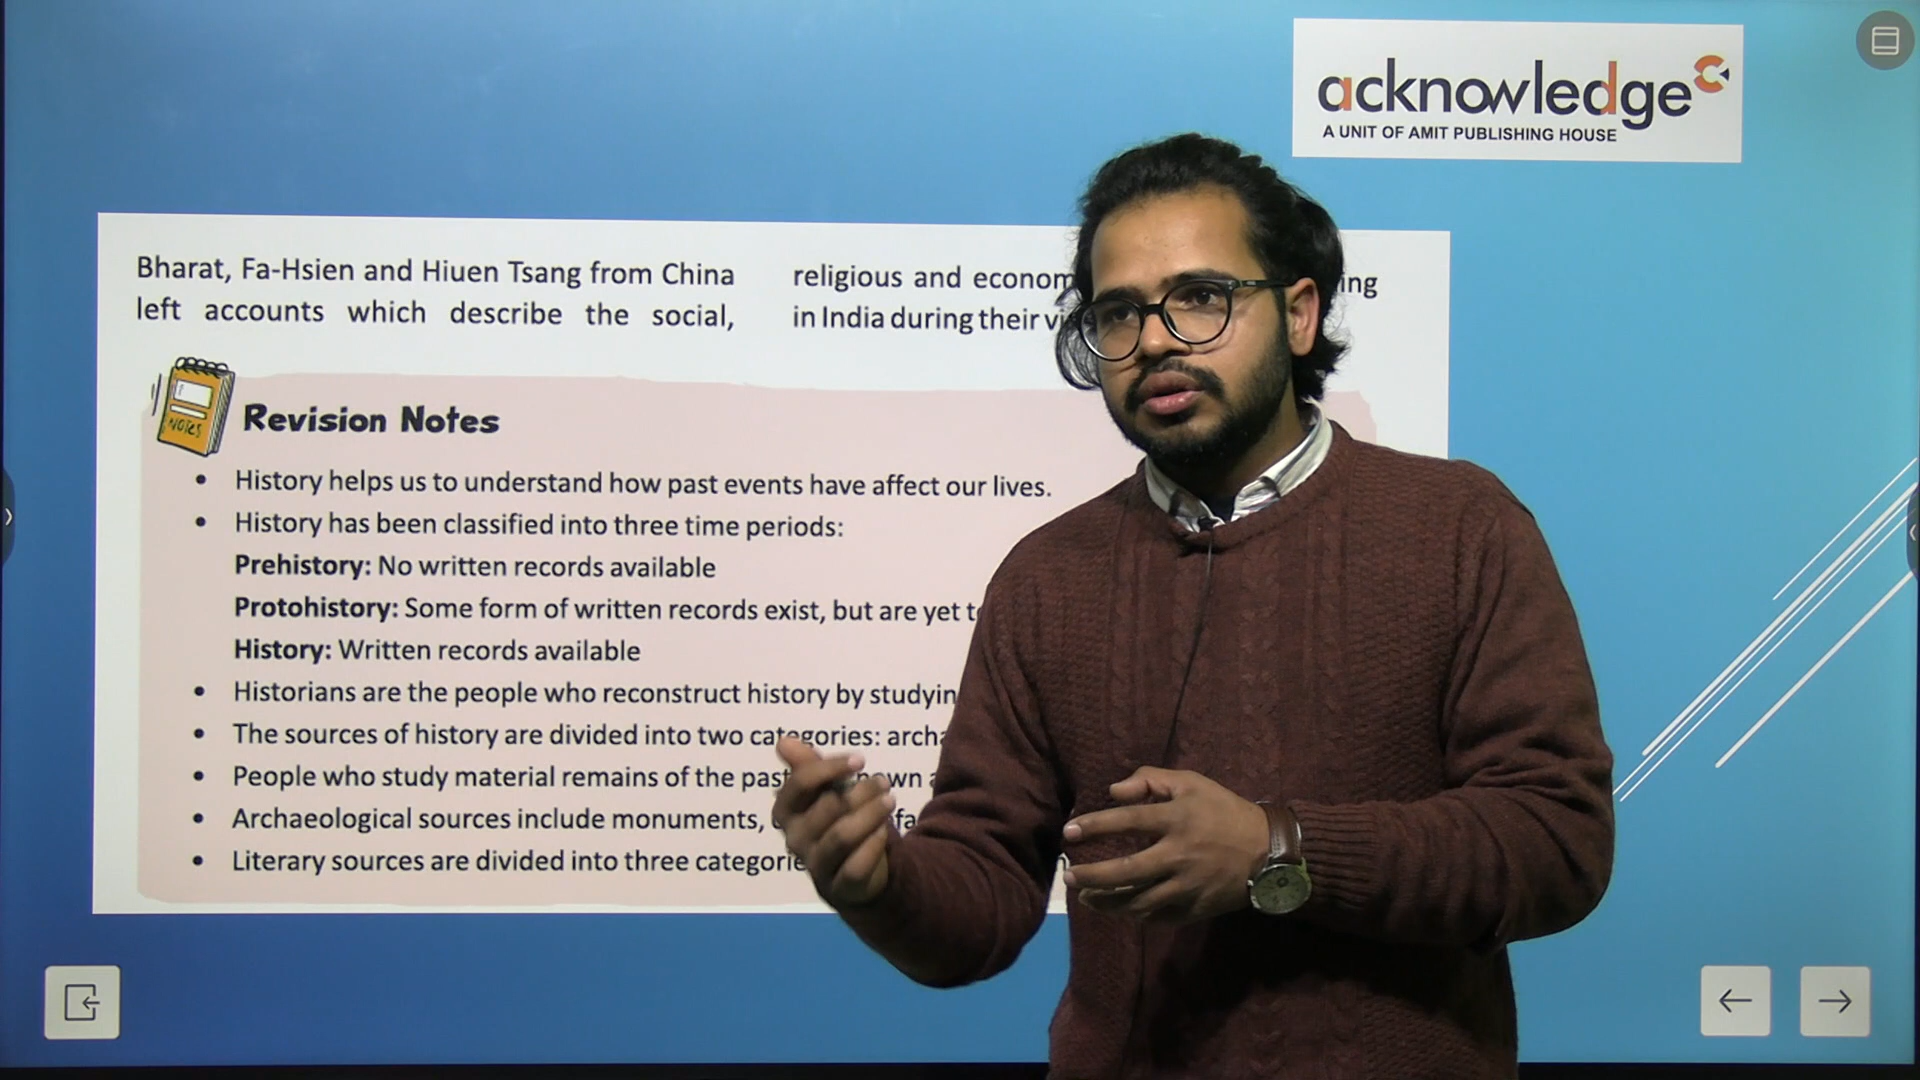 acknowledge
A UNIT OF AMIT PUBLISHING HOUSE
Bharat, Fa-Hsien and Hiuen Tsang from China
left accounts which describe the social,
religious and econom
ing
in India during their vi
NOTES
Revision Notes
• History helps us to understand how past events have affect our lives.
• History has been classified into three time periods:
Prehistory: No written records available
Protohistory: Some form of written records exist, but are yet t
History: Written records available
• Historians are the people who reconstruct history by studyin
• The sources of history are divided into two categories: archa
• People who study material remains of the past
• Archaeological sources include monuments,
• Literary sources are divided into three categorie